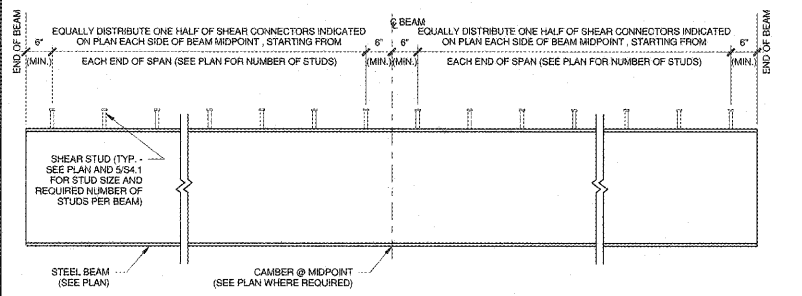 END OF BEAM
6"
(MIN.)
EQUALLY DISTRIBUTE ONE HALF OF SHEAR CONNECTORS INDICATED
ON PLAN EACH SIDE OF BEAM MIDPOINT , STARTING FROM
EACH END OF SPAN (SEE PLAN FOR NUMBER OF STUDS)
6"
(MIN.)
℄ BEAM
6"
(MIN.)
EQUALLY DISTRIBUTE ONE HALF OF SHEAR CONNECTORS INDICATED
ON PLAN EACH SIDE OF BEAM MIDPOINT , STARTING FROM
EACH END OF SPAN (SEE PLAN FOR NUMBER OF STUDS)
6"
(MIN.)
END OF BEAM
SHEAR STUD (TYP. -
SEE PLAN AND 5/S4.1
FOR STUD SIZE AND
REQUIRED NUMBER OF
STUDS PER BEAM)
STEEL BEAM
(SEE PLAN)
CAMBER @ MIDPOINT
(SEE PLAN WHERE REQUIRED)